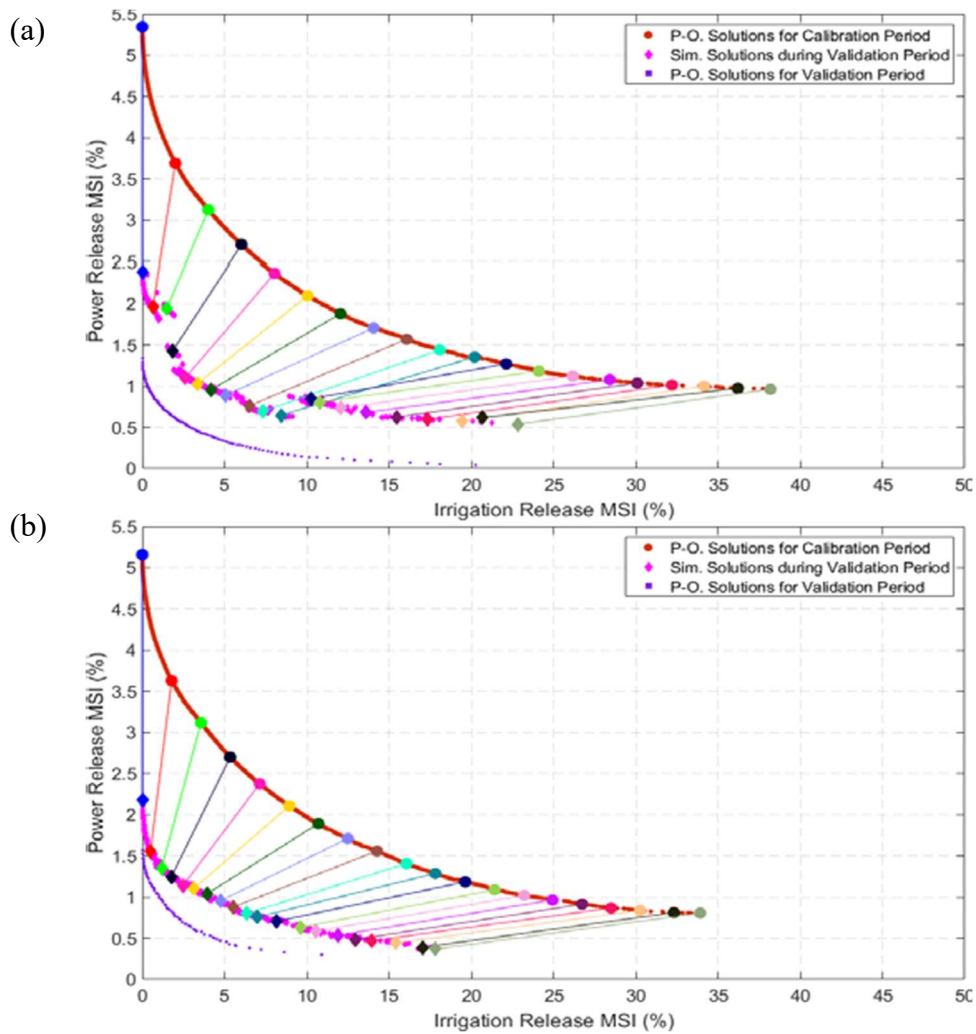 (a)
5.5
5
4.5
4
3.5
3
2.5
2
1.5
1
0.5
0
Power Release MSI (%)
P-O. Solutions for Calibration Period
Sim. Solutions during Validation Period
P-O. Solutions for Validation Period
0 5 10 15 20 25 30 35 40 45 50
Irrigation Release MSI (%)
(b)
5.5
5
4.5
4
3.5
3
2.5
2
1.5
1
0.5
0
Power Release MSI (%)
P-O. Solutions for Calibration Period
Sim. Solutions during Validation Period
P-O. Solutions for Validation Period
0 5 10 15 20 25 30 35 40 45 50
Irrigation Release MSI (%)